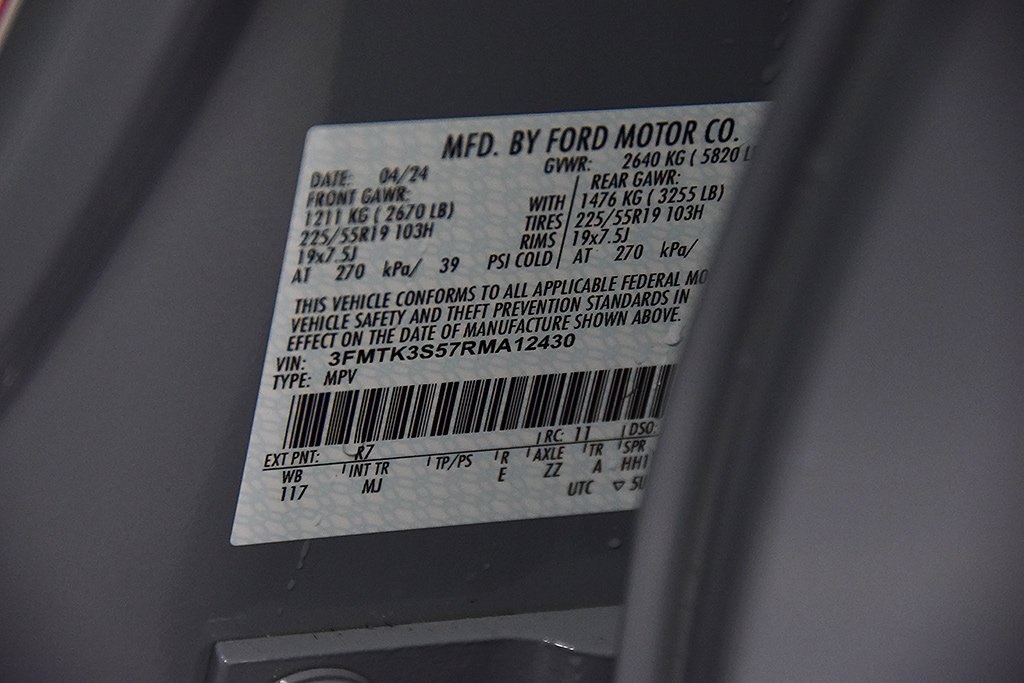 MFD. BY FORD MOTOR CO.
DATE: 04/24 GVWR: 2640 KG ( 5820 L
FRONT GAWR: REAR GAWR:
1211 KG ( 2670 LB) WITH 1476 KG ( 3255 LB)
225/55R19 103H TIRES 225/55R19 103H
19x7.5J RIMS 19x7.5J
AT 270 kPa/ 39 PSI COLD AT 270 kPa/
THIS VEHICLE CONFORMS TO ALL APPLICABLE FEDERAL MO
VEHICLE SAFETY AND THEFT PREVENTION STANDARDS IN
EFFECT ON THE DATE OF MANUFACTURE SHOWN ABOVE.
VIN: 3FMTK3S57RMA12430
TYPE: MPV
EXT PNT: R7 RC: 11 DSO:
WB INT TR TP/PS R AXLE TR SPR
117 MJ E ZZ A HH1
UTC ▽ 5U